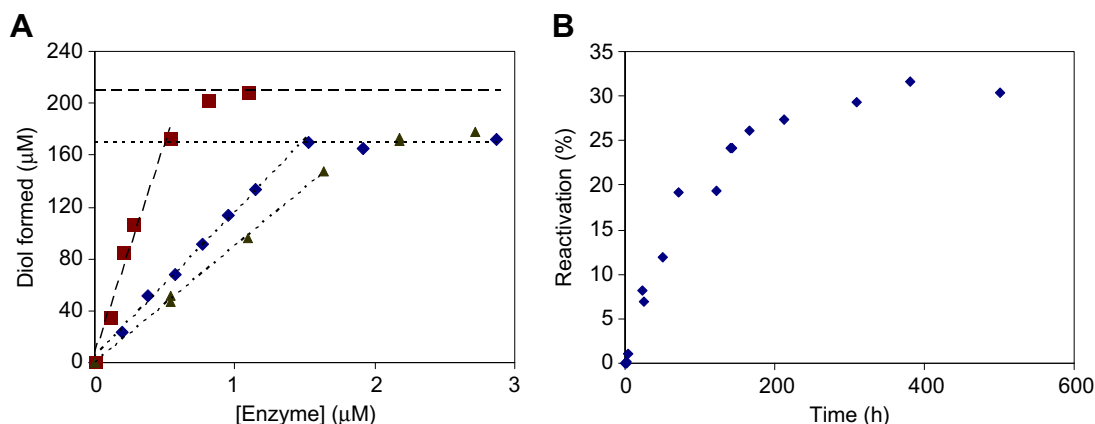 A
Diol formed (μM)
240
200
160
120
80
40
0
0 1 2 3
[Enzyme] (μM)
B
Reactivation (%)
35
30
25
20
15
10
5
0
0 200 400 600
Time (h)